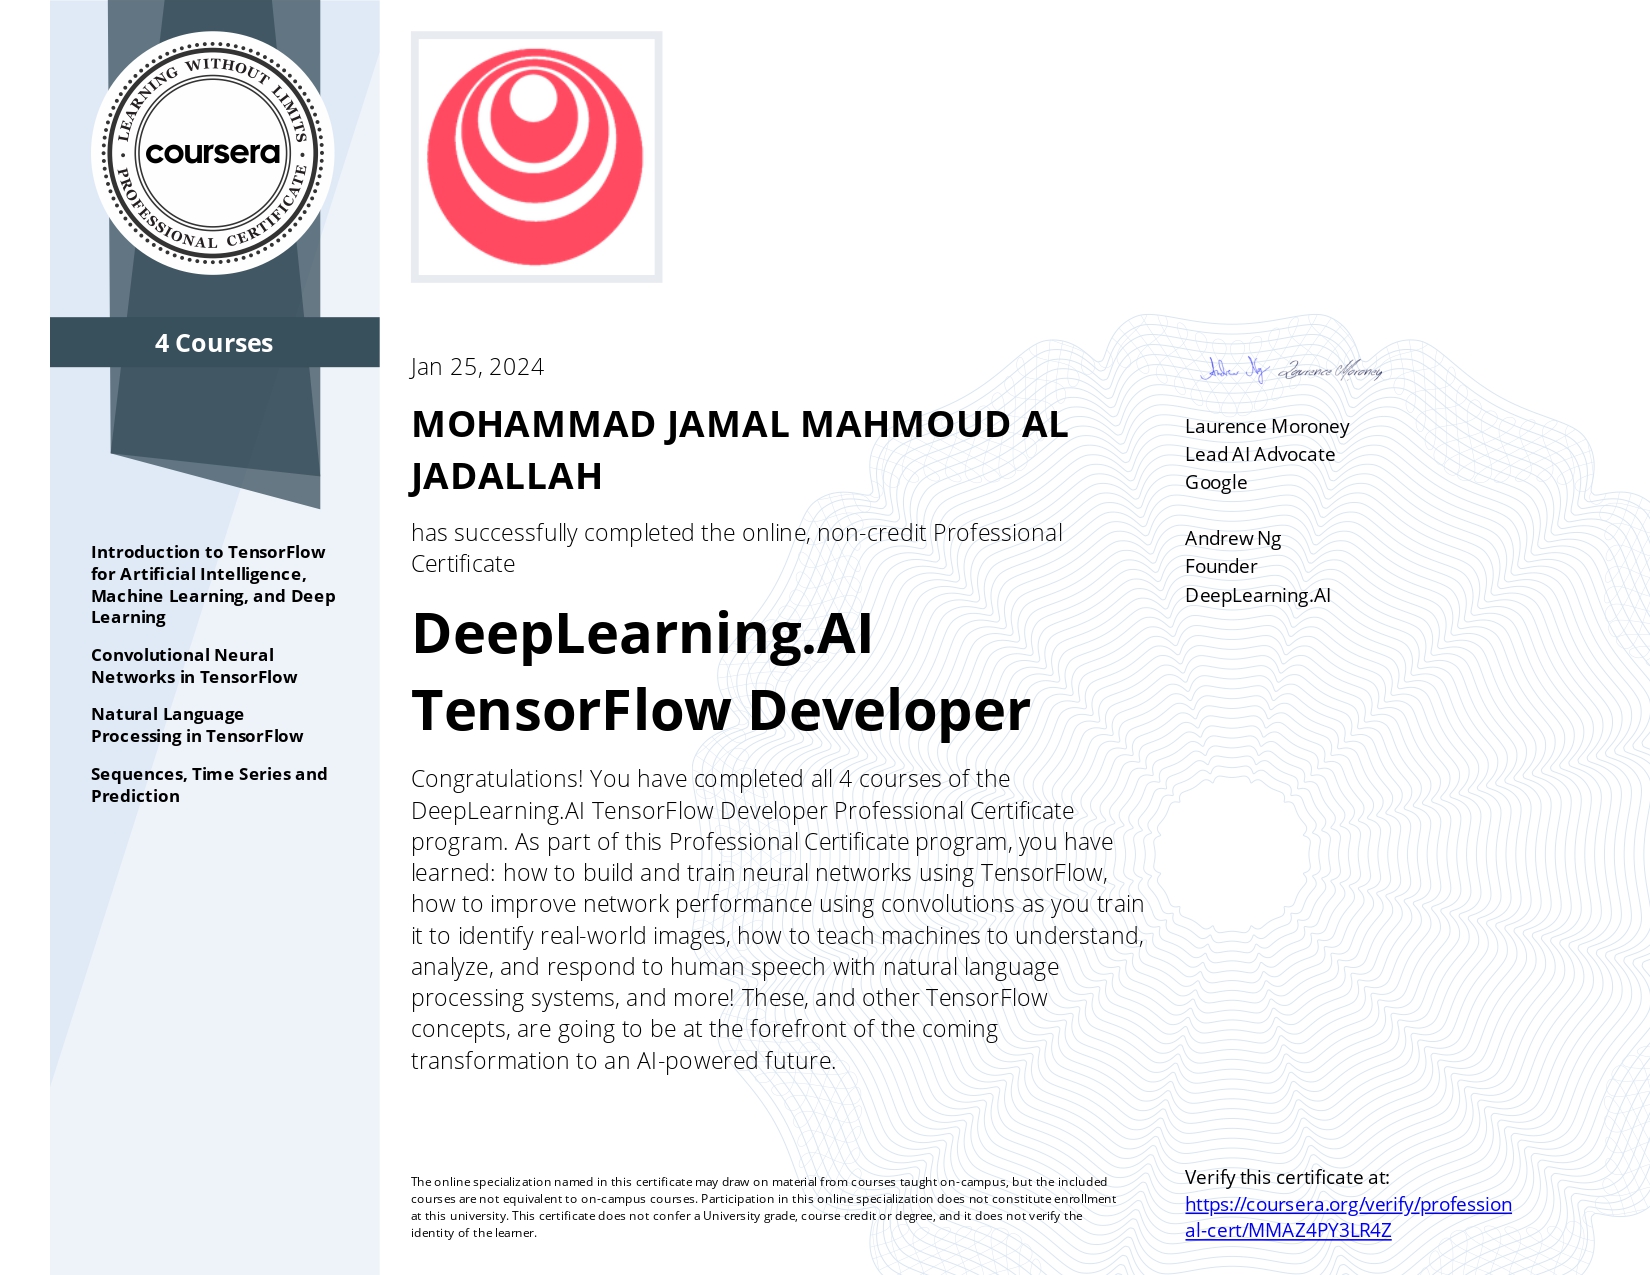 LEARNING WITHOUT LIMITS
coursera
PROFESSIONAL CERTIFICATE
4 Courses
Introduction to TensorFlow
for Artificial Intelligence,
Machine Learning, and Deep
Learning
Convolutional Neural
Networks in TensorFlow
Natural Language
Processing in TensorFlow
Sequences, Time Series and
Prediction
Jan 25, 2024
MOHAMMAD JAMAL MAHMOUD AL
JADALLAH
has successfully completed the online, non-credit Professional
Certificate
DeepLearning.AI
TensorFlow Developer
Congratulations! You have completed all 4 courses of the
DeepLearning.AI TensorFlow Developer Professional Certificate
program. As part of this Professional Certificate program, you have
learned: how to build and train neural networks using TensorFlow,
how to improve network performance using convolutions as you train
it to identify real-world images, how to teach machines to understand,
analyze, and respond to human speech with natural language
processing systems, and more! These, and other TensorFlow
concepts, are going to be at the forefront of the coming
transformation to an AI-powered future.
The online specialization named in this certificate may draw on material from courses taught on-campus, but the included
courses are not equivalent to on-campus courses. Participation in this online specialization does not constitute enrollment
at this university. This certificate does not confer a University grade, course credit or degree, and it does not verify the
identity of the learner.
Andrew Ng Laurence Moroney
Laurence Moroney
Lead AI Advocate
Google
Andrew Ng
Founder
DeepLearning.AI
Verify this certificate at:
https://coursera.org/verify/profession
al-cert/MMAZ4PY3LR4Z